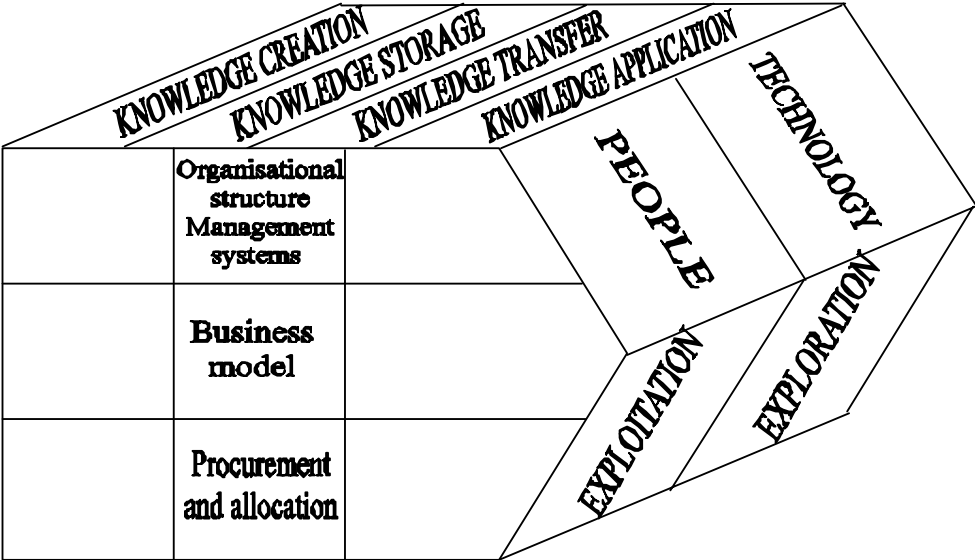 KNOWLEDGE CREATION
KNOWLEDGE STORAGE
KNOWLEDGE TRANSFER
KNOWLEDGE APPLICATION
PEOPLE
TECHNOLOGY
Organisational
structure
Management
systems
Business
model
Procurement
and allocation
EXPLOITATION
EXPLORATION